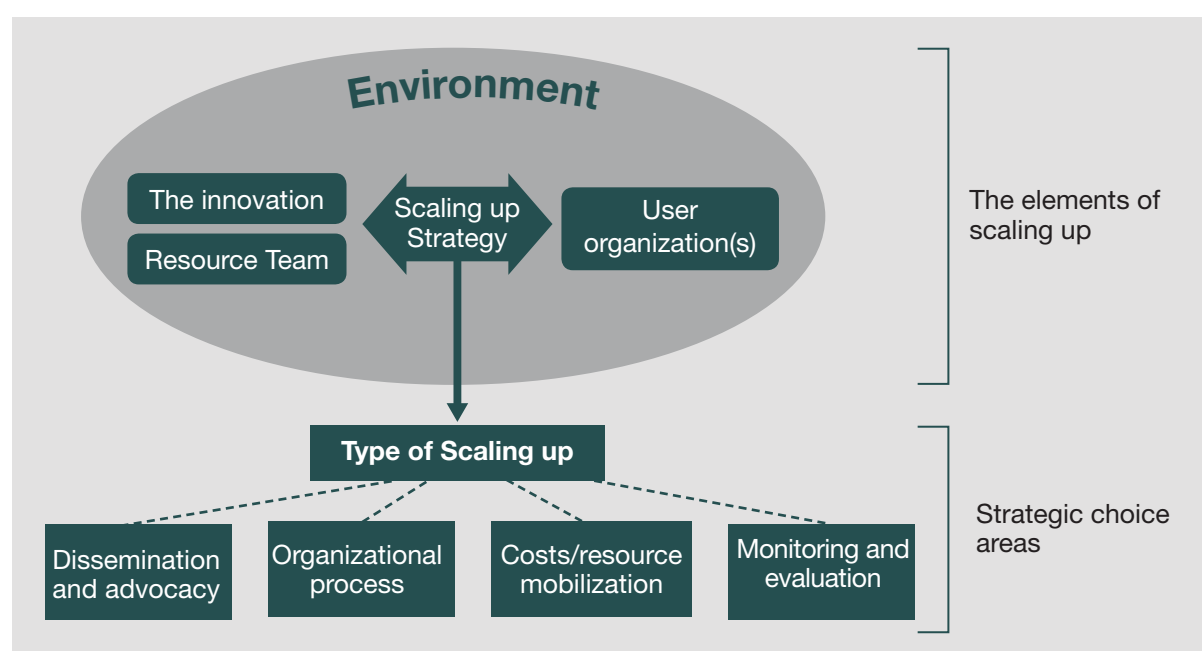 Environment
The innovation
Resource Team
Scaling up
Strategy
User
organization(s)
The elements of
scaling up
Type of Scaling up
Dissemination
and advocacy
Organizational
process
Costs/resource
mobilization
Monitoring and
evaluation
Strategic choice
areas